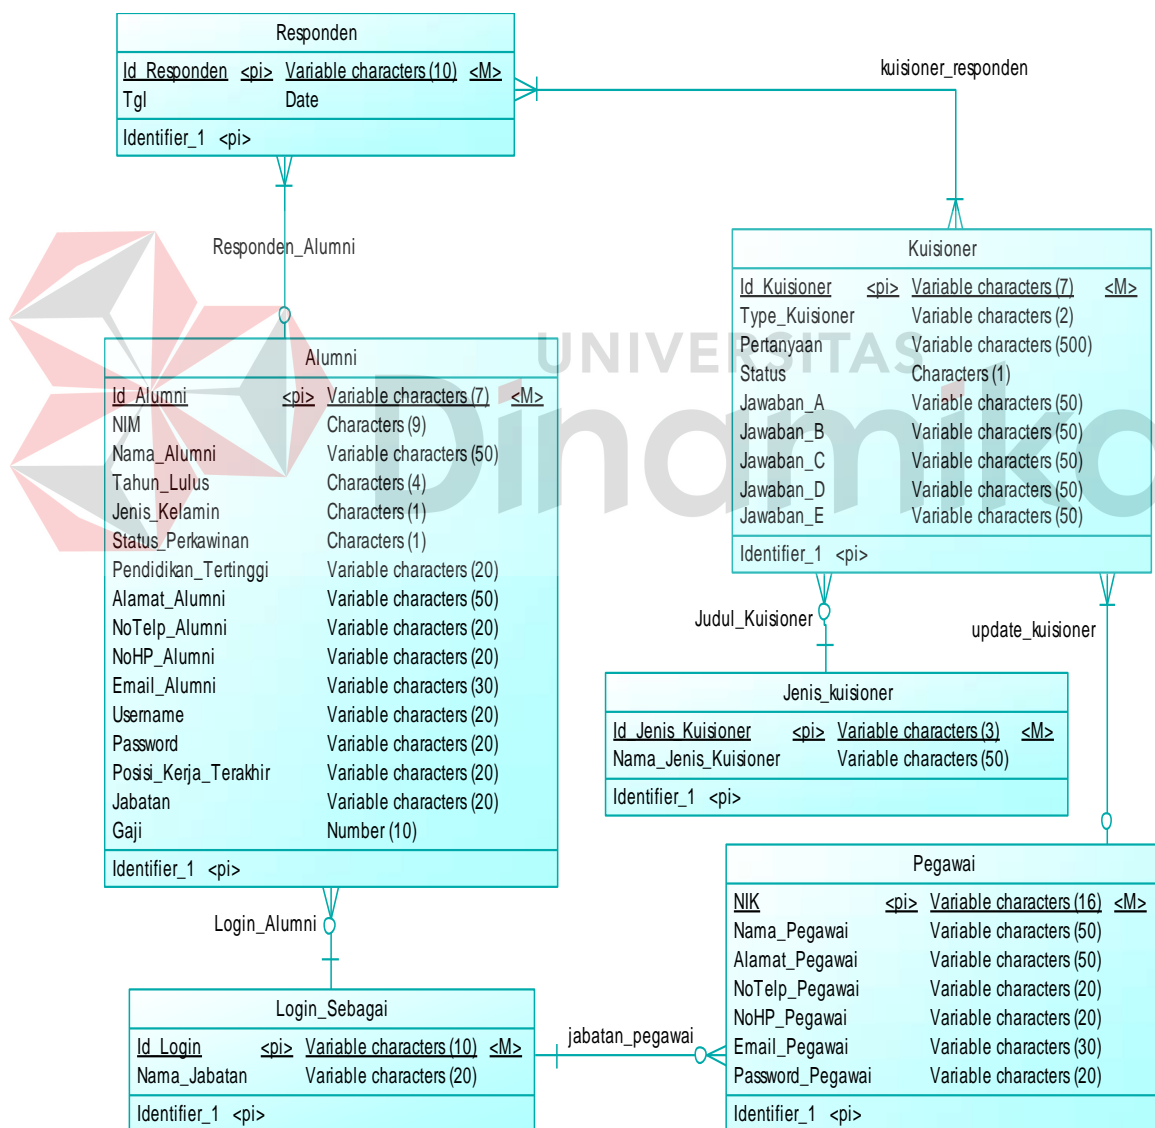 Responden
Id_Responden <pi> Variable characters (10) <M>
Tgl Date
Identifier_1 <pi>
kuisioner_responden
Responden_Alumni
Kuisioner
Id_Kuisioner <pi> Variable characters (7) <M>
Type_Kuisioner Variable characters (2)
Pertanyaan Variable characters (500)
Status Characters (1)
Jawaban_A Variable characters (50)
Jawaban_B Variable characters (50)
Jawaban_C Variable characters (50)
Jawaban_D Variable characters (50)
Jawaban_E Variable characters (50)
Identifier_1 <pi>
UNIVERSITAS
Dinamika
Alumni
Id_Alumni <pi> Variable characters (7) <M>
NIM Characters (9)
Nama_Alumni Variable characters (50)
Tahun_Lulus Characters (4)
Jenis_Kelamin Characters (1)
Status_Perkawinan Characters (1)
Pendidikan_Tertinggi Variable characters (20)
Alamat_Alumni Variable characters (50)
NoTelp_Alumni Variable characters (20)
NoHP_Alumni Variable characters (20)
Email_Alumni Variable characters (30)
Username Variable characters (20)
Password Variable characters (20)
Posisi_Kerja_Terakhir Variable characters (20)
Jabatan Variable characters (20)
Gaji Number (10)
Identifier_1 <pi>
Judul_Kuisioner
update_kuisioner
Jenis_kuisioner
Id_Jenis_Kuisioner <pi> Variable characters (3) <M>
Nama_Jenis_Kuisioner Variable characters (50)
Identifier_1 <pi>
Login_Alumni
Login_Sebagai
Id_Login <pi> Variable characters (10) <M>
Nama_Jabatan Variable characters (20)
Identifier_1 <pi>
jabatan_pegawai
Pegawai
NIK <pi> Variable characters (16) <M>
Nama_Pegawai Variable characters (50)
Alamat_Pegawai Variable characters (50)
NoTelp_Pegawai Variable characters (20)
NoHP_Pegawai Variable characters (20)
Email_Pegawai Variable characters (30)
Password_Pegawai Variable characters (20)
Identifier_1 <pi>